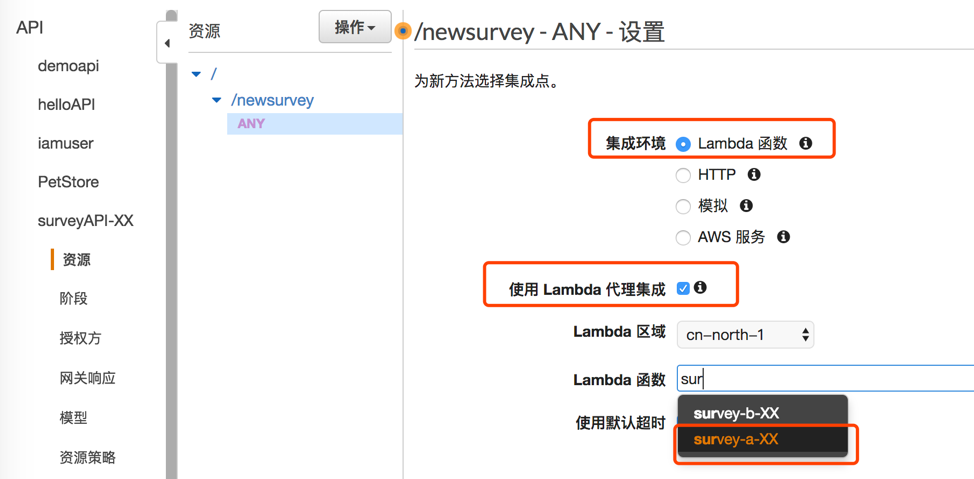 API
demoapi
helloAPI
iamuser
PetStore
surveyAPI-XX
资源
阶段
授权方
网关响应
模型
资源策略
资源
操作
/
/newsurvey
ANY
/newsurvey - ANY - 设置
为新方法选择集成点。
集成环境 Lambda 函数
HTTP
模拟
AWS 服务
使用 Lambda 代理集成
Lambda 区域 cn-north-1
Lambda 函数 sur
survey-b-XX
使用默认超时
survey-a-XX